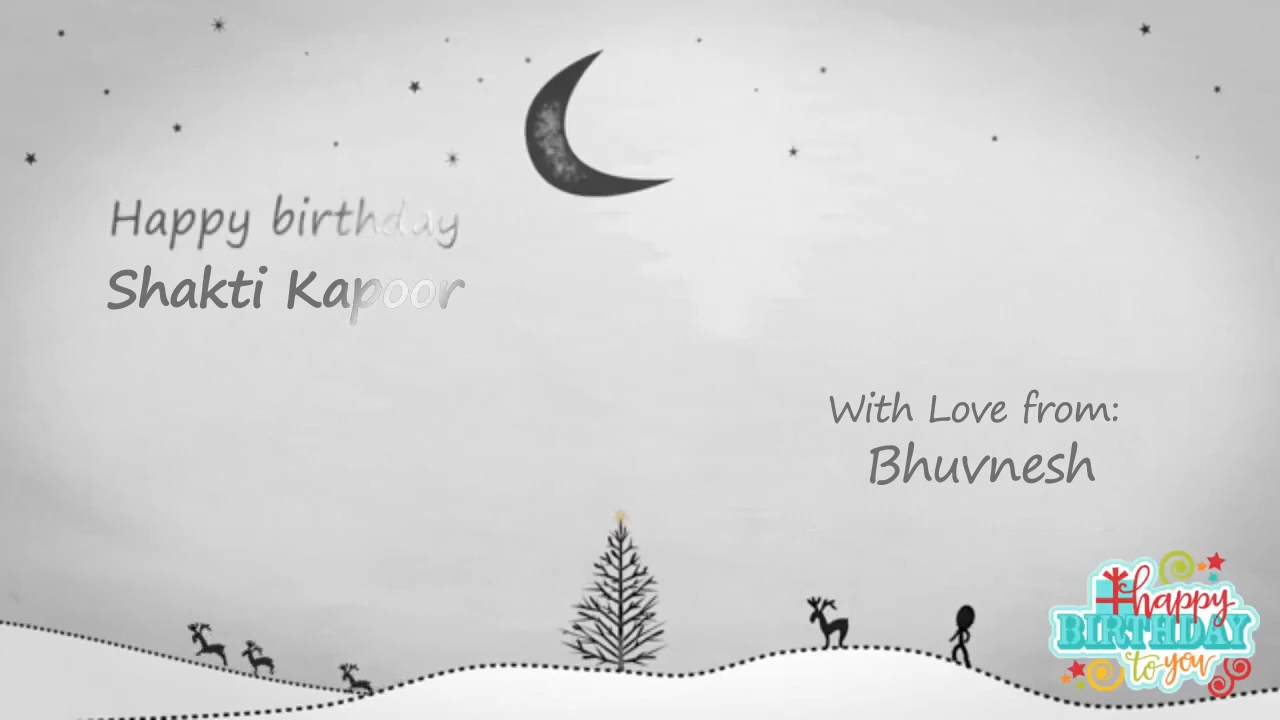 Happy birthday
Shakti Kapoor
With Love from:
Bhuvnesh
happy
BIRTHDAY
to you